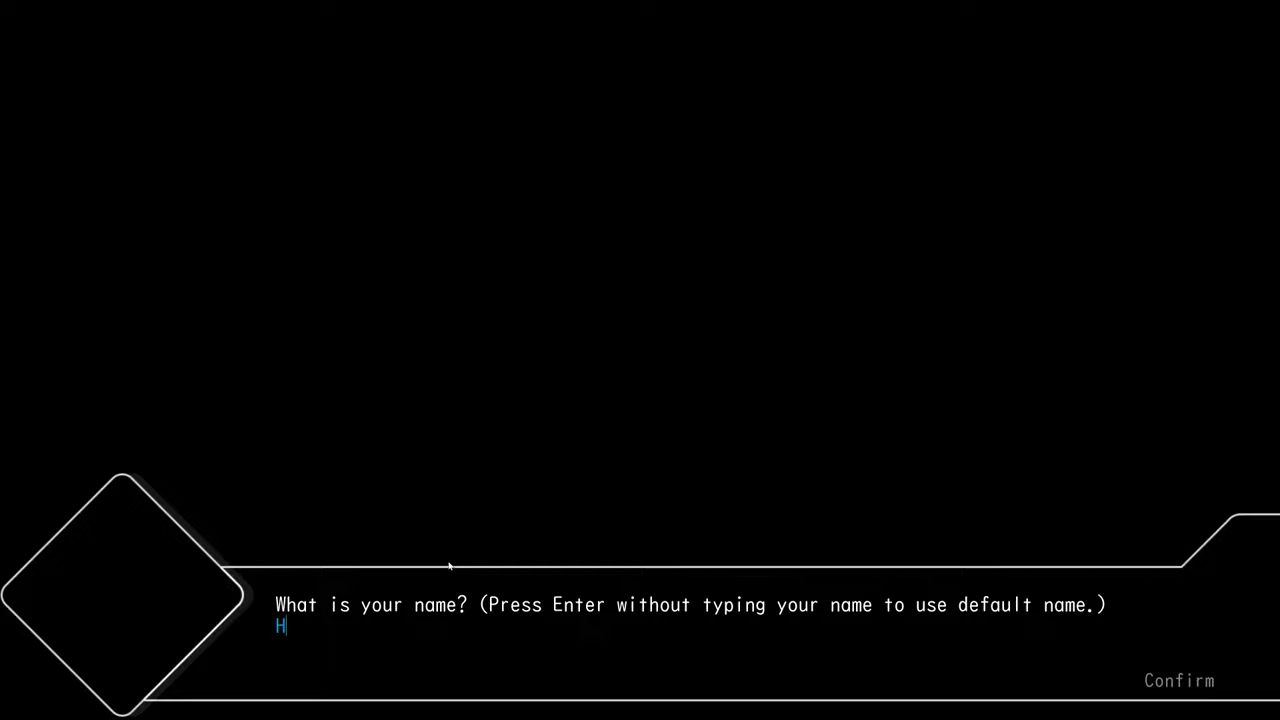 What is your name? (Press Enter without typing your name to use default name.)
H
Confirm